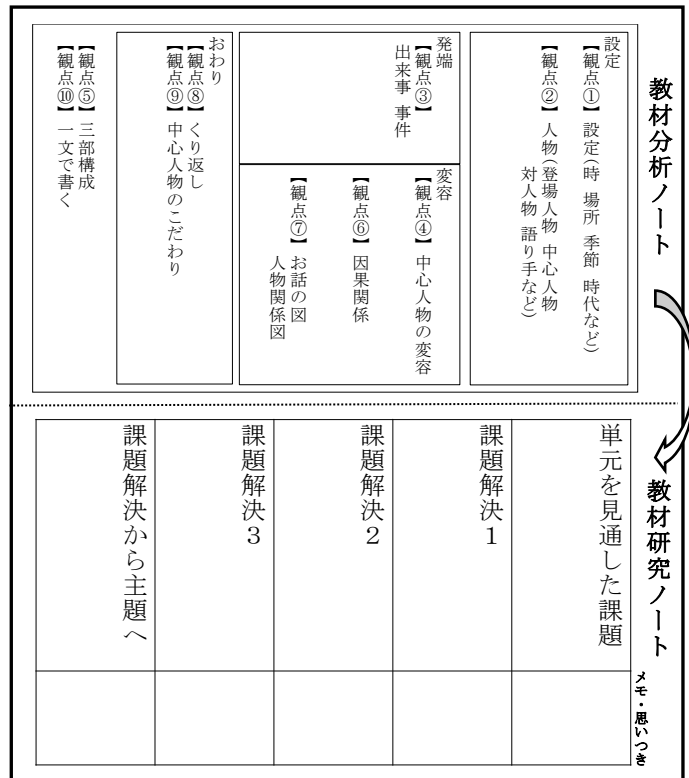 教材分析ノート
設定
【観点①】 設定(時 場所 季節 時代など)
【観点②】 人物(登場人物 中心人物
対人物 語り手など)
発端
【観点③】
出来事 事件
変容
【観点④】 中心人物の変容
【観点⑥】 因果関係
【観点⑦】 お話の図
人物関係図
おわり
【観点⑧】 くり返し
【観点⑨】 中心人物のこだわり
【観点⑤】 三部構成
【観点⑩】 一文で書く
教材研究ノート
メモ・思いつき
単元を見通した課題
課題解決1
課題解決2
課題解決3
課題解決から主題へ